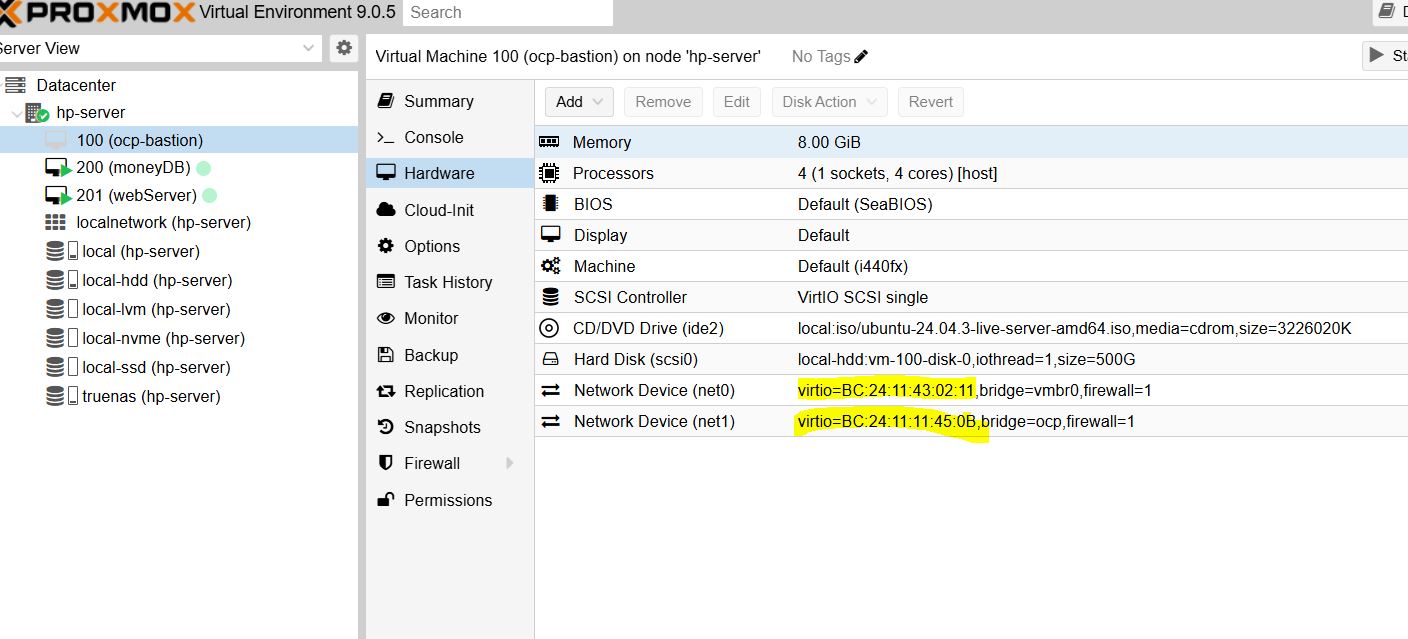 PROXMOX Virtual Environment 9.0.5 Search
Server View
Virtual Machine 100 (ocp-bastion) on node 'hp-server' No Tags
Datacenter
hp-server
100 (ocp-bastion)
200 (moneyDB)
201 (webServer)
localnetwork (hp-server)
local (hp-server)
local-hdd (hp-server)
local-lvm (hp-server)
local-nvme (hp-server)
local-ssd (hp-server)
truenas (hp-server)
Summary
Console
Hardware
Cloud-Init
Options
Task History
Monitor
Backup
Replication
Snapshots
Firewall
Permissions
Add Remove Edit Disk Action Revert
Memory 8.00 GiB
Processors 4 (1 sockets, 4 cores) [host]
BIOS Default (SeaBIOS)
Display Default
Machine Default (i440fx)
SCSI Controller VirtIO SCSI single
CD/DVD Drive (ide2) local:iso/ubuntu-24.04.3-live-server-amd64.iso,media=cdrom,size=3226020K
Hard Disk (scsi0) local-hdd:vm-100-disk-0,iothread=1,size=500G
Network Device (net0) virtio=BC:24:11:43:02:11,bridge=vmbr0,firewall=1
Network Device (net1) virtio=BC:24:11:11:45:0B,bridge=ocp,firewall=1